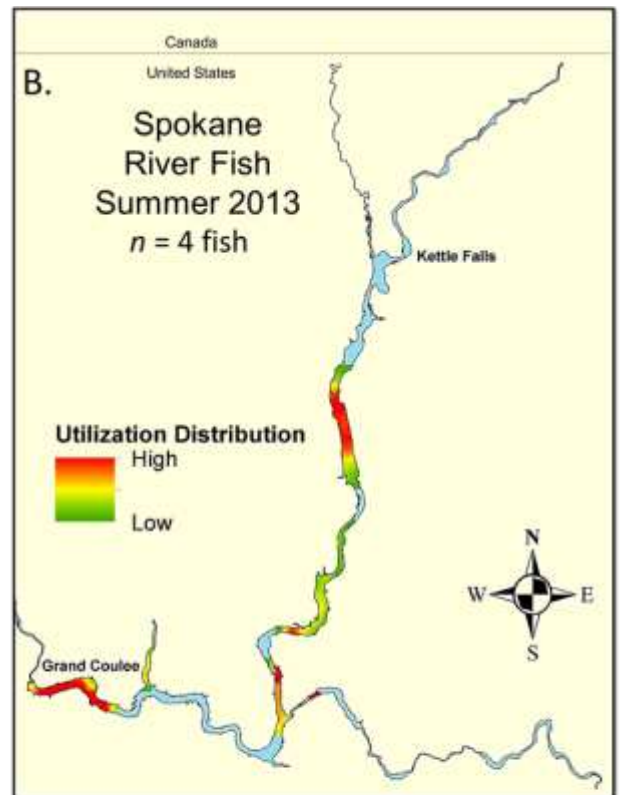 Canada
United States
B.
Spokane
River Fish
Summer 2013
n = 4 fish
Kettle Falls
Utilization Distribution
High
Low
N
W
E
S
Grand Coulee